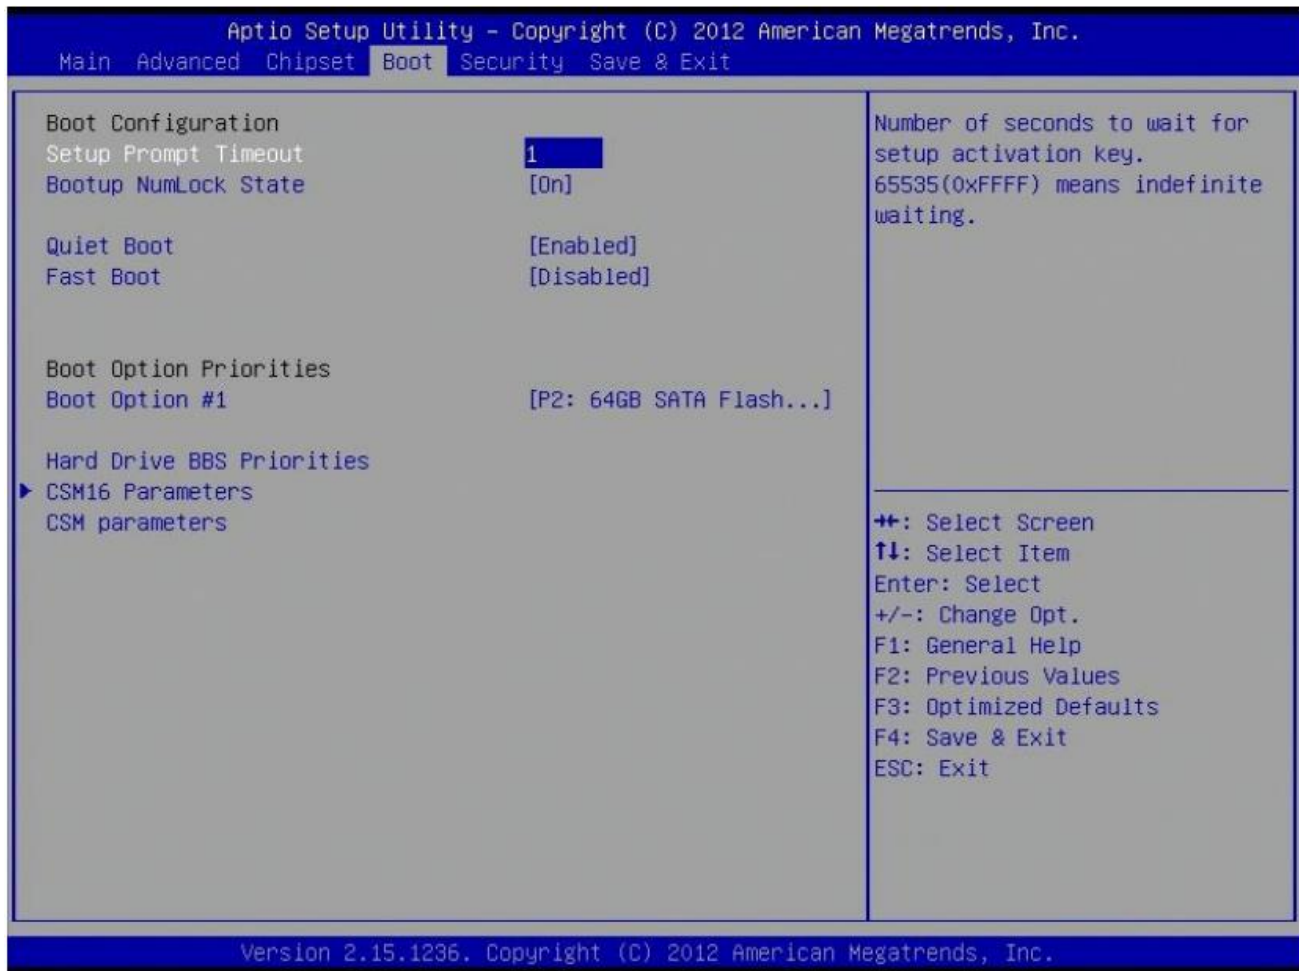 Aptio Setup Utility – Copyright (C) 2012 American Megatrends, Inc.
Main Advanced Chipset Boot Security Save & Exit
Boot Configuration
Setup Prompt Timeout 1
Bootup NumLock State [On]
Quiet Boot [Enabled]
Fast Boot [Disabled]
Boot Option Priorities
Boot Option #1 [P2: 64GB SATA Flash...]
Hard Drive BBS Priorities
CSM16 Parameters
CSM parameters
Number of seconds to wait for
setup activation key.
65535(0xFFFF) means indefinite
waiting.
→←: Select Screen
↑↓: Select Item
Enter: Select
+/-: Change Opt.
F1: General Help
F2: Previous Values
F3: Optimized Defaults
F4: Save & Exit
ESC: Exit
Version 2.15.1236. Copyright (C) 2012 American Megatrends, Inc.